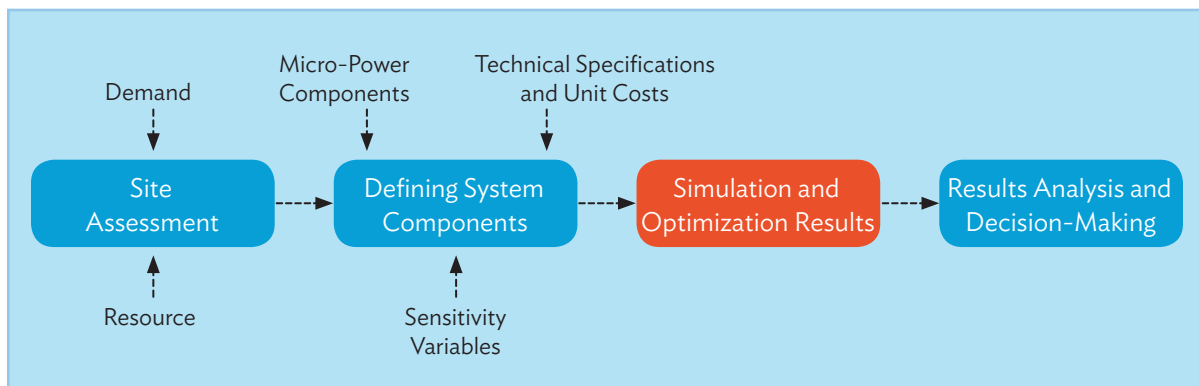 Demand
Micro-Power
Components
Technical Specifications
and Unit Costs
Site
Assessment
Defining System
Components
Simulation and
Optimization Results
Results Analysis and
Decision-Making
Resource
Sensitivity
Variables